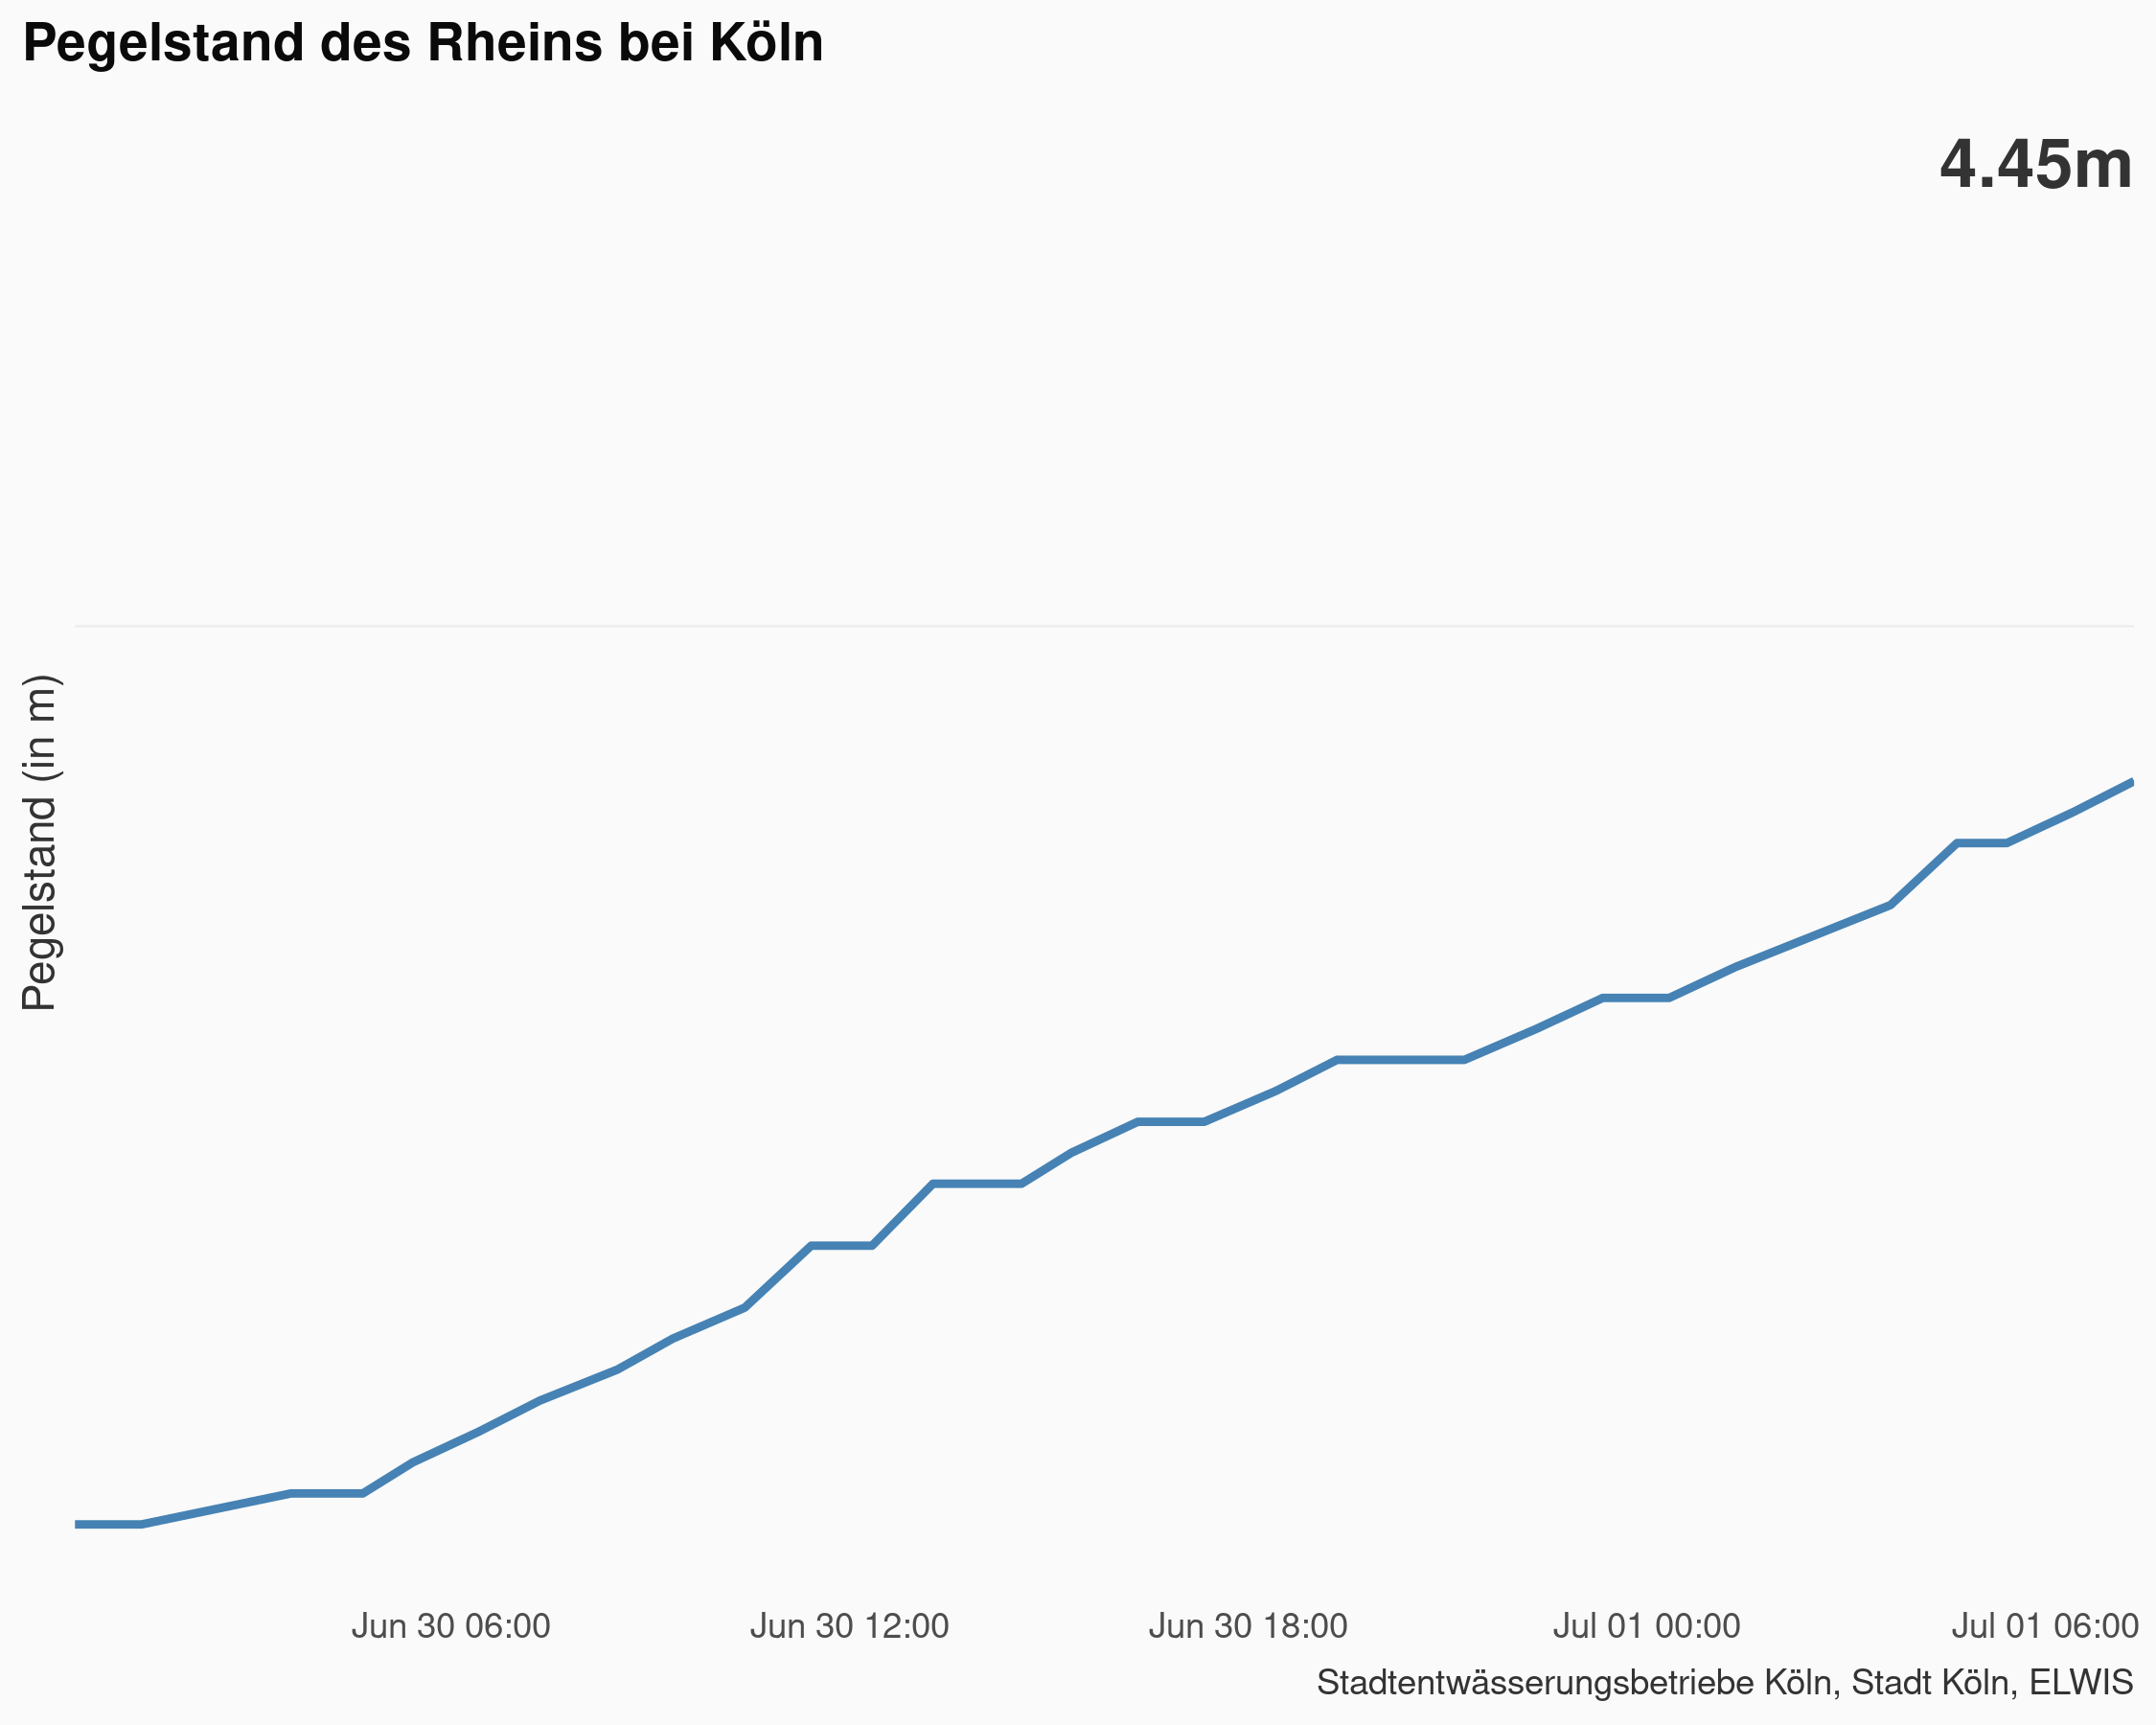 Pegelstand des Rheins bei Köln
4.45m
Pegelstand (in m)
Jun 30 06:00
Jun 30 12:00
Jun 30 18:00
Jul 01 00:00
Jul 01 06:00
Stadtentwässerungsbetriebe Köln, Stadt Köln, ELWIS